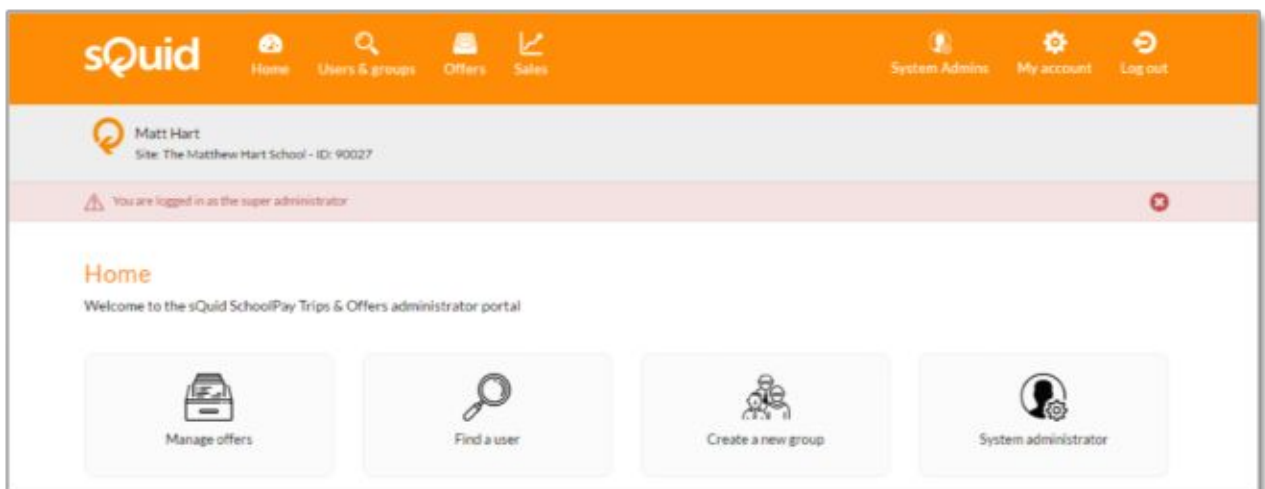 sQuid
Home Users & groups Offers Sales
System Admins My account Log out
Matt Hart
Site: The Matthew Hart School - ID: 90027
You are logged in as the super administrator
Home
Welcome to the sQuid SchoolPay Trips & Offers administrator portal
Manage offers
Find a user
Create a new group
System administrator